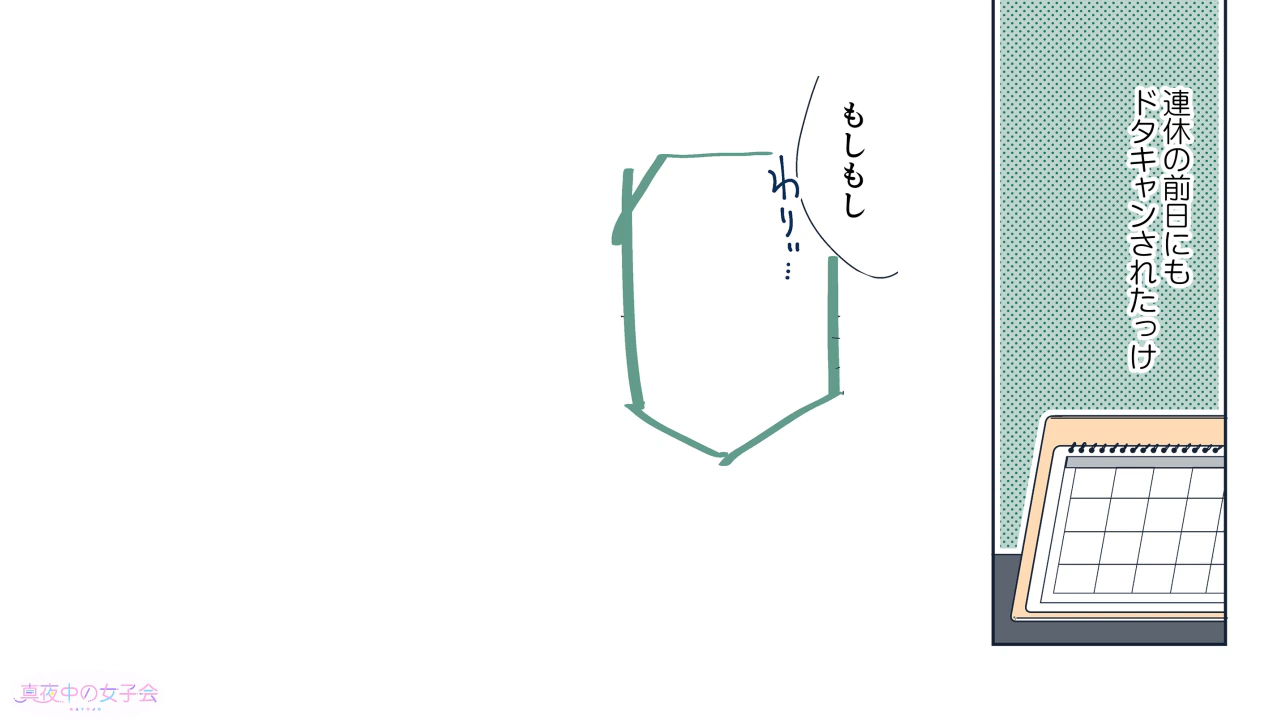 連休の前日にも
ドタキャンされたっけ
もしもし
わりぃ…
真夜中の女子会